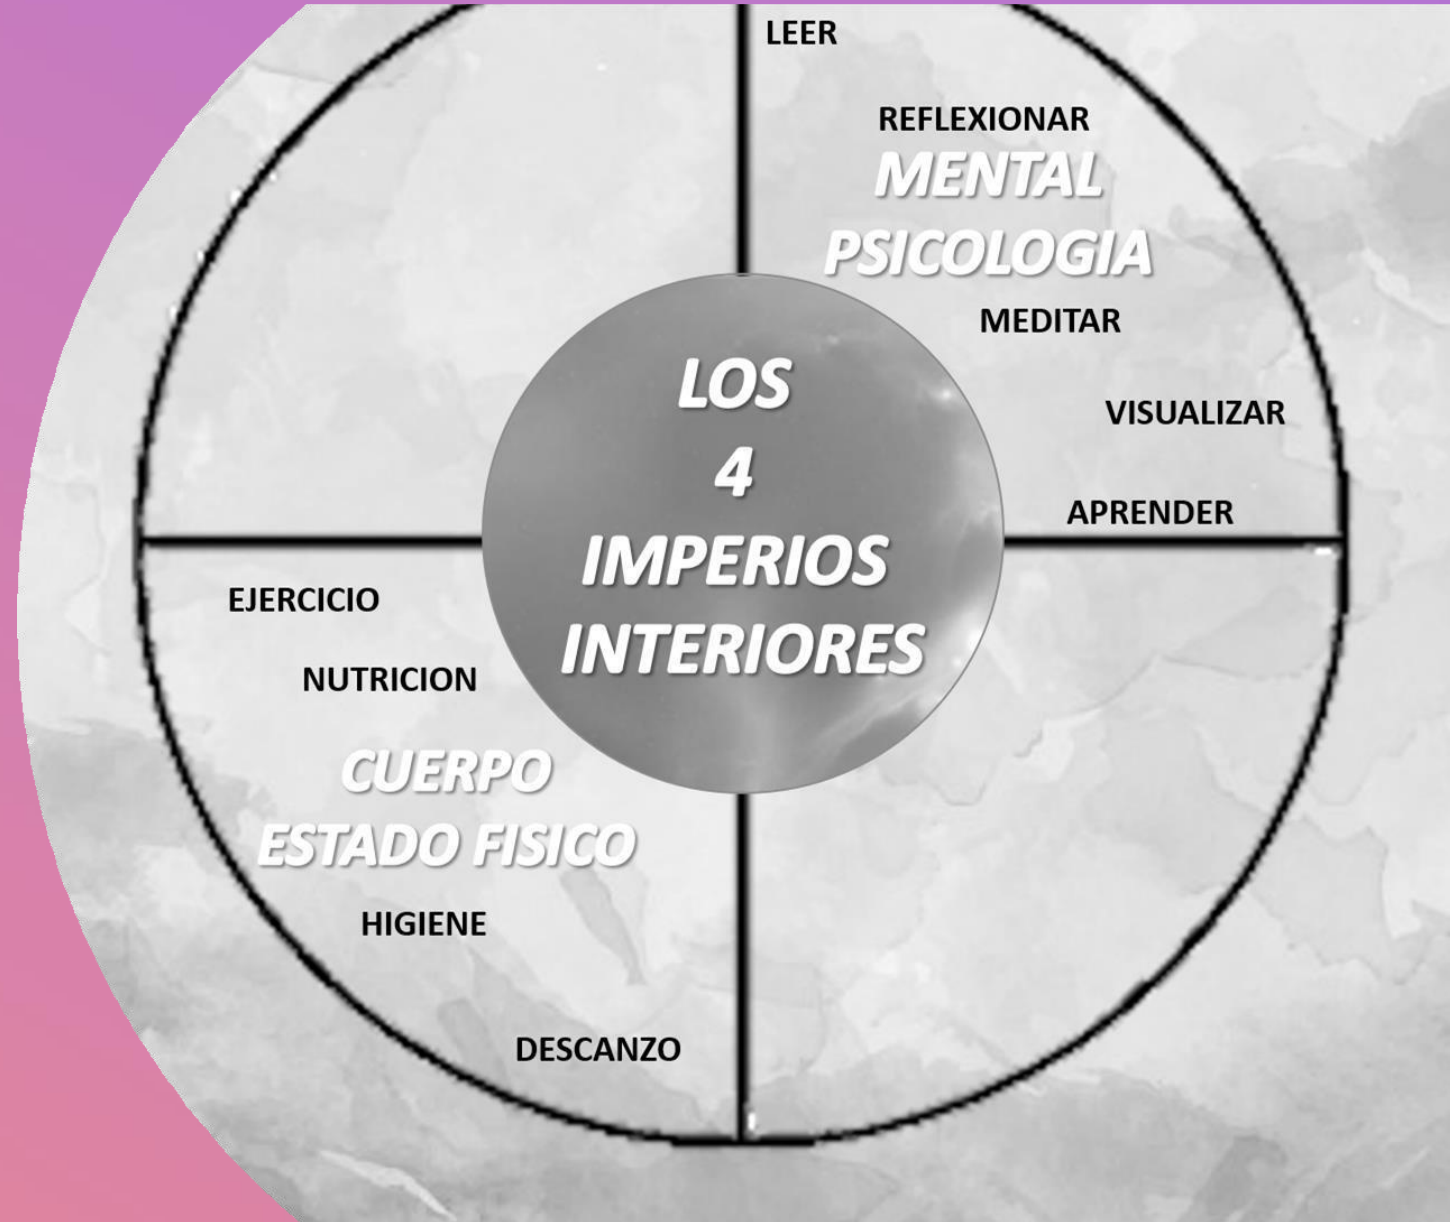 LEER
REFLEXIONAR
MENTAL
PSICOLOGIA
MEDITAR
VISUALIZAR
APRENDER
LOS
4
IMPERIOS
INTERIORES
EJERCICIO
NUTRICION
CUERPO
ESTADO FISICO
HIGIENE
DESCANZO